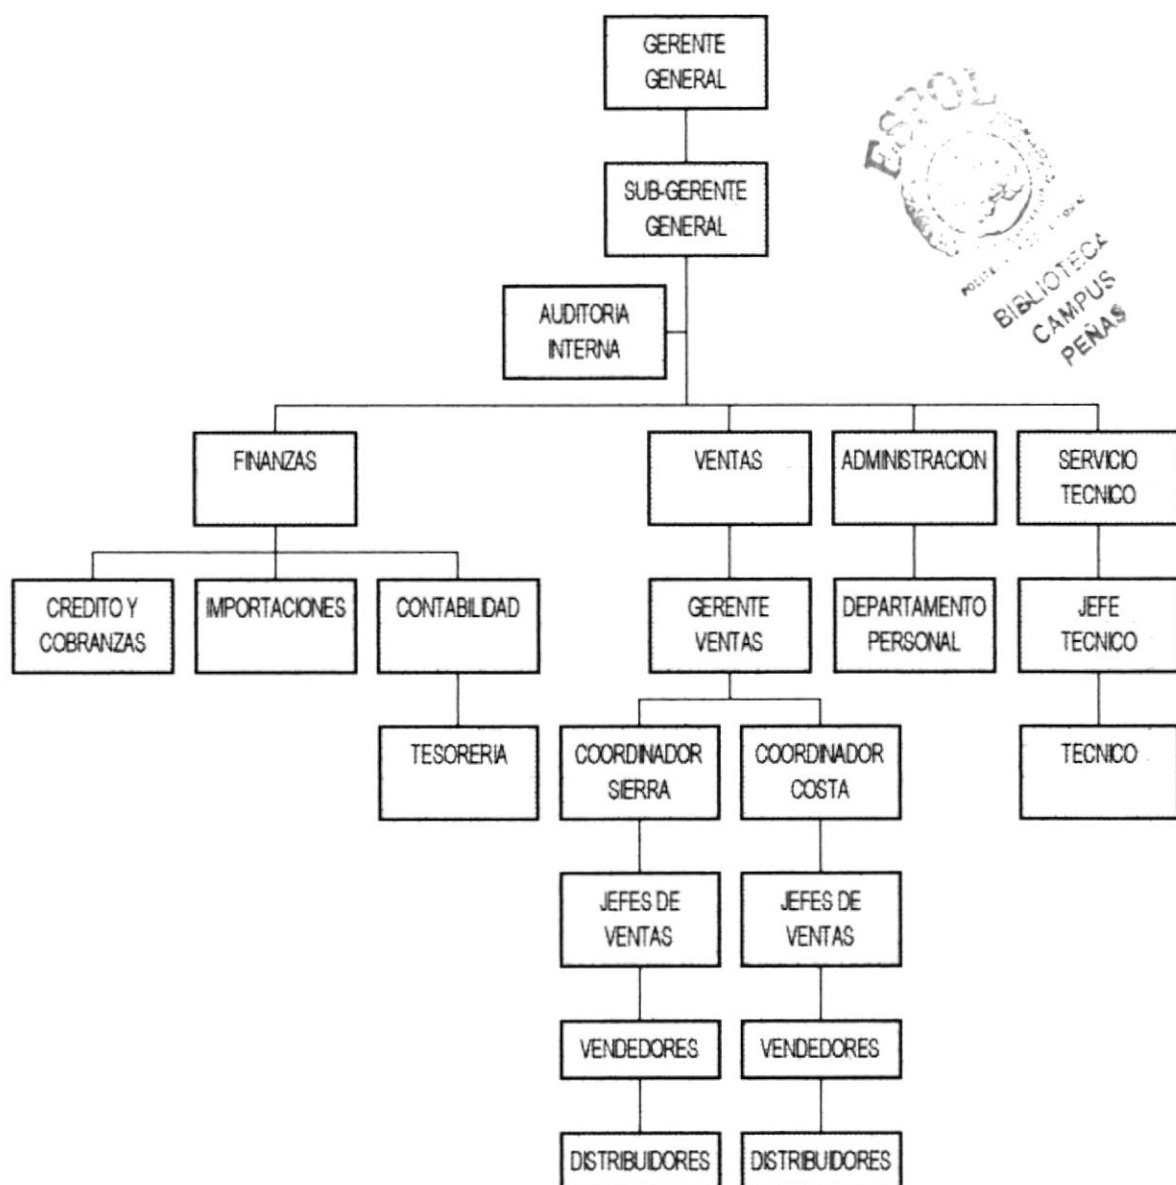 GERENTE
GENERAL
SUB-GERENTE
GENERAL
ESPOL
BIBLIOTECA
CAMPUS
PEÑAS
AUDITORIA
INTERNA
FINANZAS
VENTAS
ADMINISTRACION
SERVICIO
TECNICO
CREDITO Y
COBRANZAS
IMPORTACIONES
CONTABILIDAD
GERENTE
VENTAS
DEPARTAMENTO
PERSONAL
JEFE
TECNICO
TESORERIA
COORDINADOR
SIERRA
COORDINADOR
COSTA
TECNICO
JEFES DE
VENTAS
JEFES DE
VENTAS
VENDEDORES
VENDEDORES
DISTRIBUIDORES
DISTRIBUIDORES